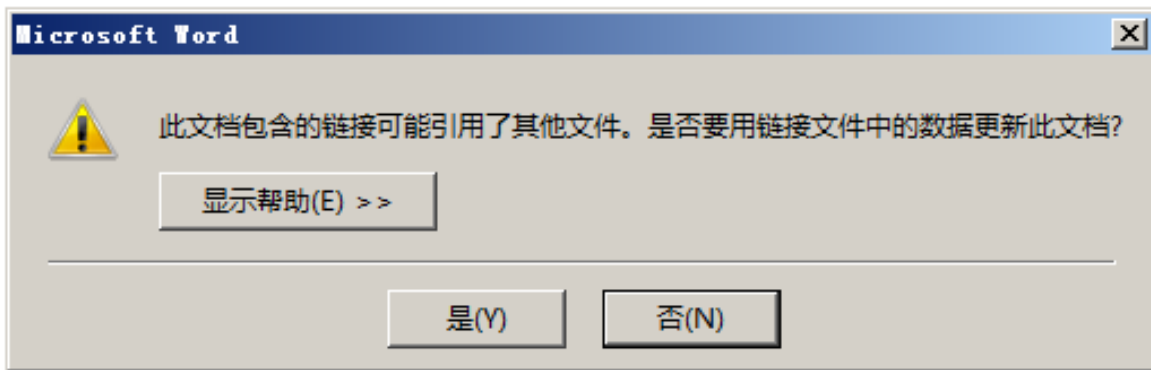 Microsoft Word
此文档包含的链接可能引用了其他文件。是否要用链接文件中的数据更新此文档?
显示帮助(E) >>
是(Y)
否(N)